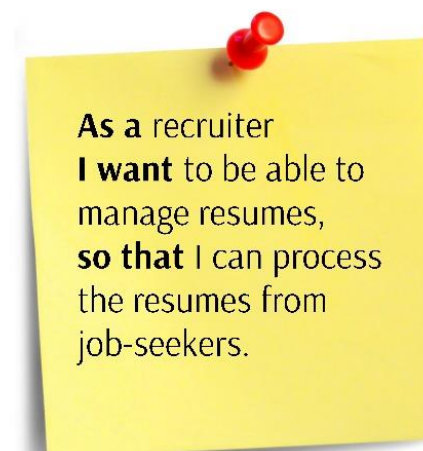 As a recruiter
I want to be able to
manage resumes,
so that I can process
the resumes from
job-seekers.